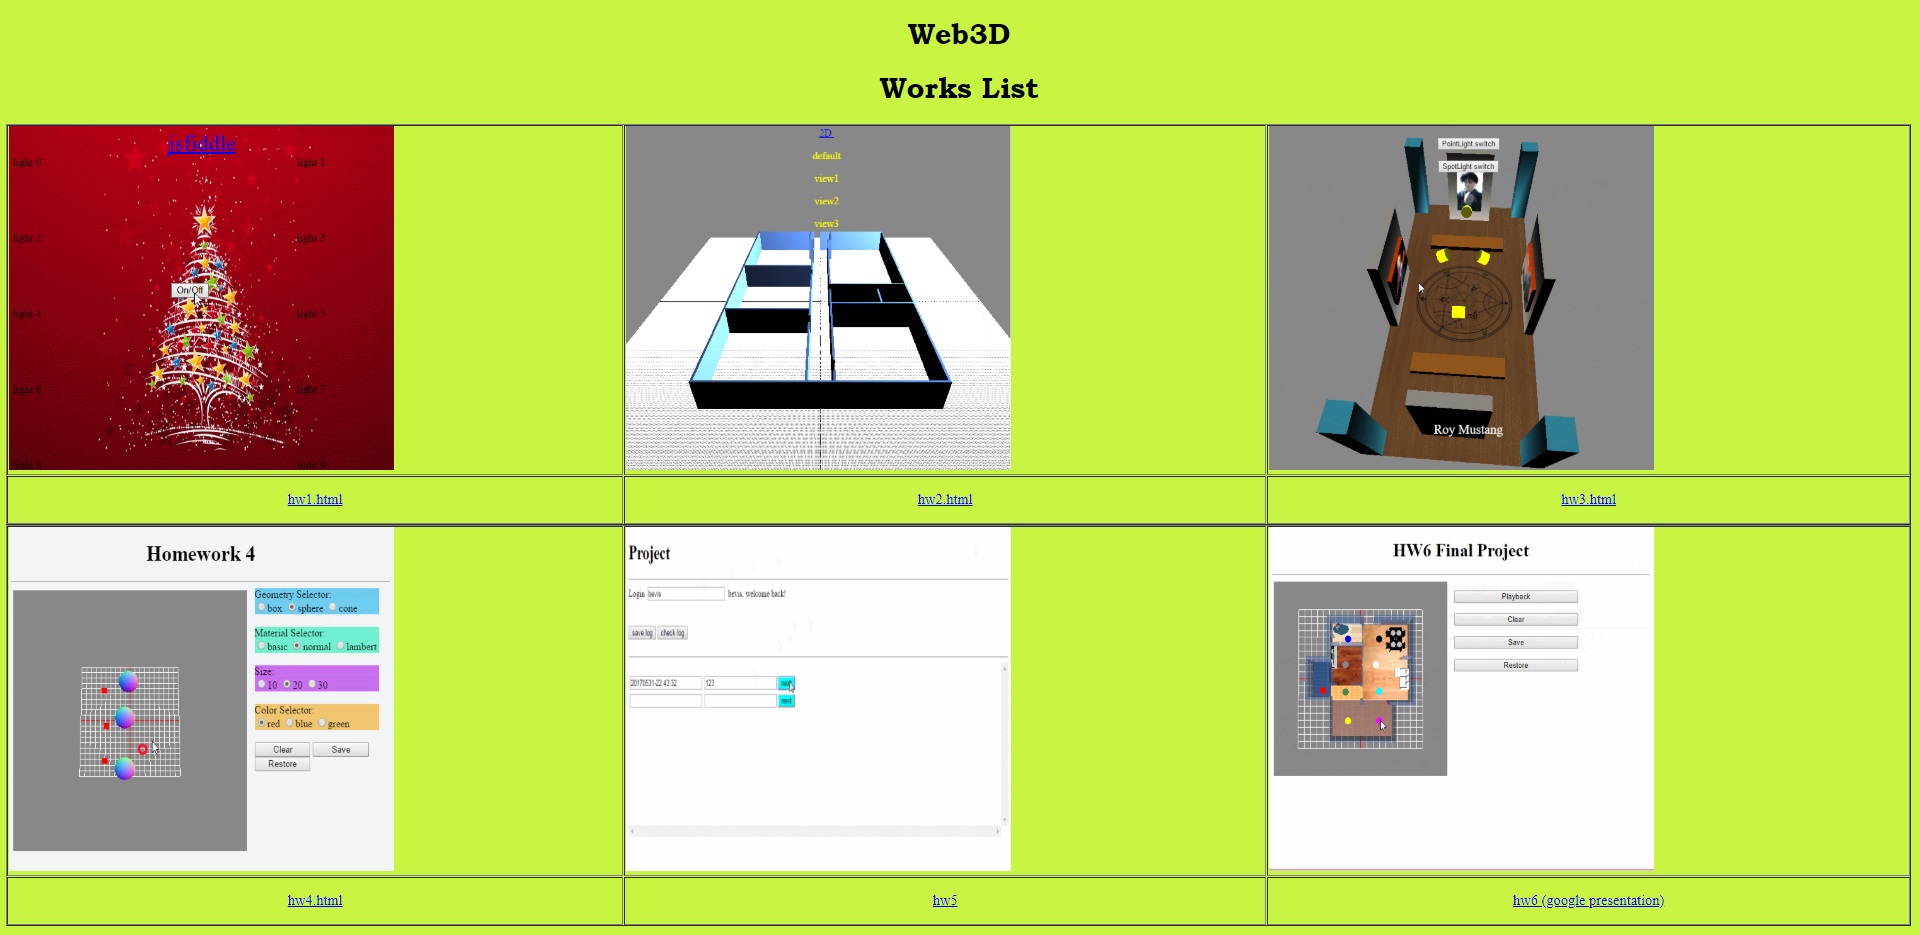 Web3D
Works List
jsfiddle
light 0
light 1
light 2
light 3
On/Off
light 4
light 5
light 6
light 7
light 8
light 9
2D
default
view1
view2
view3
PointLight switch
SpotLight switch
Roy Mustang
hw1.html
hw2.html
hw3.html
Homework 4
Geometry Selector:
box sphere cone
Material Selector:
basic normal lambert
Size:
10 20 30
Color Selector:
red blue green
Clear Save
Restore
Project
Login bevis bevis, welcome back!
save log check log
20170531-22:43:32 123 next
next
HW6 Final Project
Playback
Clear
Save
Restore
hw4.html
hw5
hw6 (google presentation)